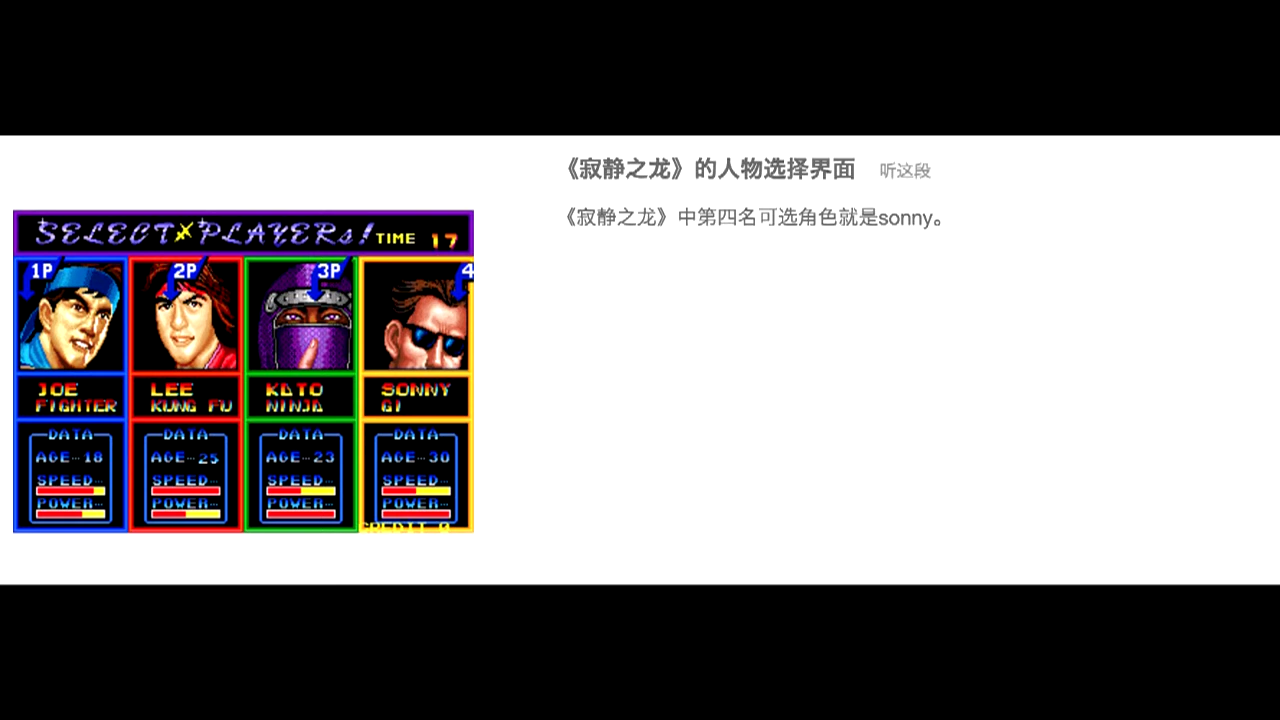 《寂静之龙》的人物选择界面 听这段
《寂静之龙》中第四名可选角色就是sonny。
SELECT PLAYERS! TIME 17
1P 2P 3P 4
JOE LEE KATO SONNY
FIGHTER KUNG FU NINJA GI
DATA DATA DATA DATA
AGE…18 AGE…25 AGE…23 AGE…30
SPEED… SPEED… SPEED… SPEED…
POWER… POWER… POWER… POWER…
CREDIT 0